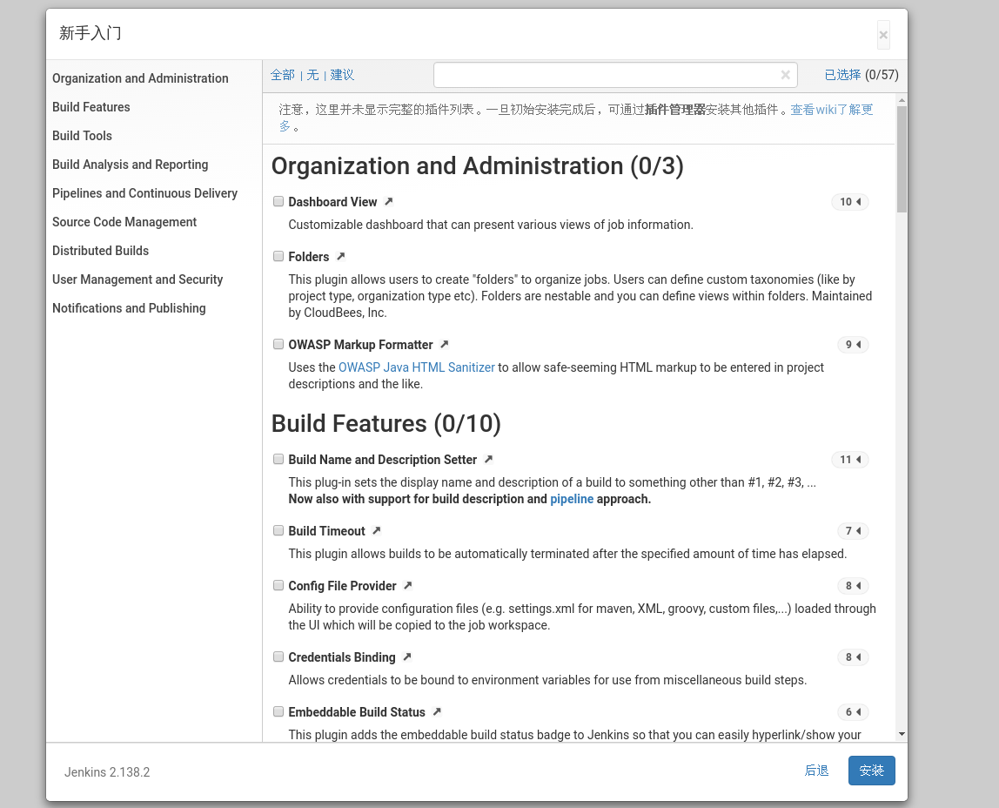 新手入门
×
Organization and Administration
Build Features
Build Tools
Build Analysis and Reporting
Pipelines and Continuous Delivery
Source Code Management
Distributed Builds
User Management and Security
Notifications and Publishing
全部 | 无 | 建议
×
已选择 (0/57)
注意，这里并未显示完整的插件列表。一旦初始安装完成后，可通过插件管理器安装其他插件。查看wiki了解更
多 。
Organization and Administration (0/3)
Dashboard View
10
Customizable dashboard that can present various views of job information.
Folders
This plugin allows users to create "folders" to organize jobs. Users can define custom taxonomies (like by
project type, organization type etc). Folders are nestable and you can define views within folders. Maintained
by CloudBees, Inc.
OWASP Markup Formatter
9
Uses the OWASP Java HTML Sanitizer to allow safe-seeming HTML markup to be entered in project
descriptions and the like.
Build Features (0/10)
Build Name and Description Setter
11
This plug-in sets the display name and description of a build to something other than #1, #2, #3, ...
Now also with support for build description and pipeline approach.
Build Timeout
7
This plugin allows builds to be automatically terminated after the specified amount of time has elapsed.
Config File Provider
8
Ability to provide configuration files (e.g. settings.xml for maven, XML, groovy, custom files,...) loaded through
the UI which will be copied to the job workspace.
Credentials Binding
8
Allows credentials to be bound to environment variables for use from miscellaneous build steps.
Embeddable Build Status
6
This plugin adds the embeddable build status badge to Jenkins so that you can easily hyperlink/show your
Jenkins 2.138.2
后退
安装